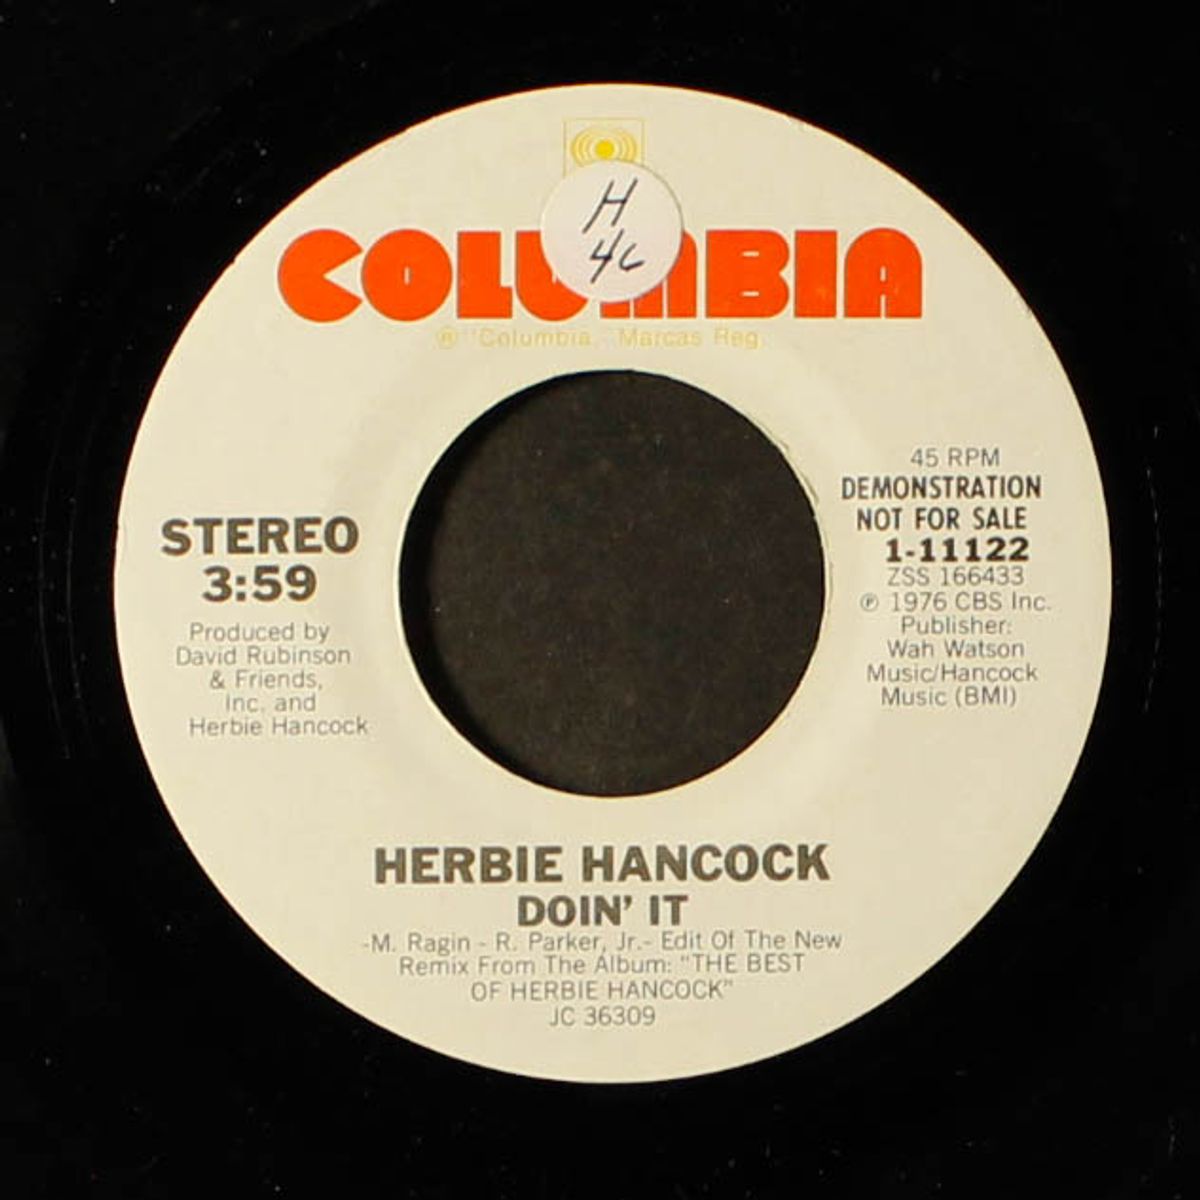 H
46
COLUMBIA
® "Columbia," Marcas Reg.
STEREO
3:59
Produced by
David Rubinson
& Friends,
Inc. and
Herbie Hancock
45 RPM
DEMONSTRATION
NOT FOR SALE
1-11122
ZSS 166433
℗ 1976 CBS Inc.
Publisher:
Wah Watson
Music/Hancock
Music (BMI)
HERBIE HANCOCK
DOIN' IT
-M. Ragin - R. Parker, Jr.- Edit Of The New
Remix From The Album: "THE BEST
OF HERBIE HANCOCK"
JC 36309